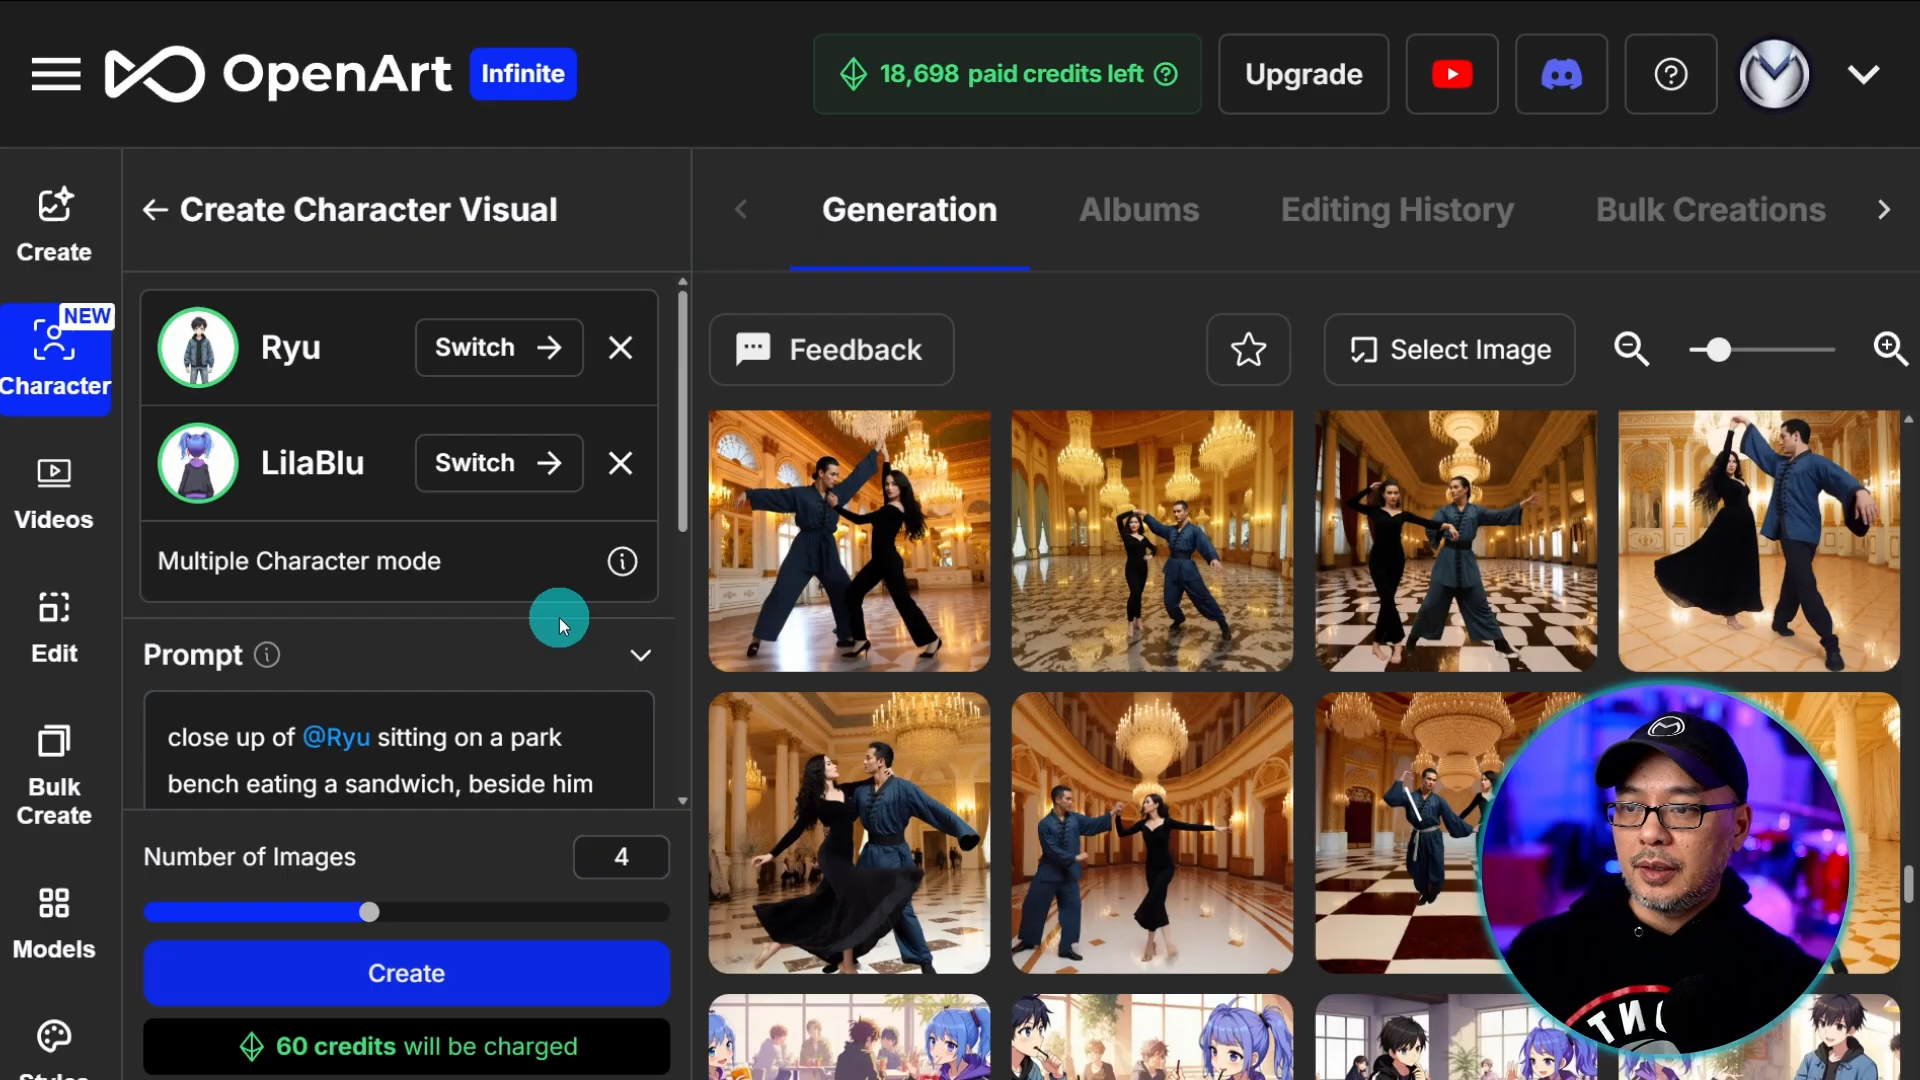 OpenArt
Infinite
18,698 paid credits left
Upgrade
Create
NEW
Character
Videos
Edit
Bulk
Create
Models
Create Character Visual
Ryu
Switch
LilaBlu
Switch
Multiple Character mode
Prompt
close up of @Ryu sitting on a park
bench eating a sandwich, beside him
Number of Images
4
Create
60 credits will be charged
Generation
Albums
Editing History
Bulk Creations
Feedback
Select Image